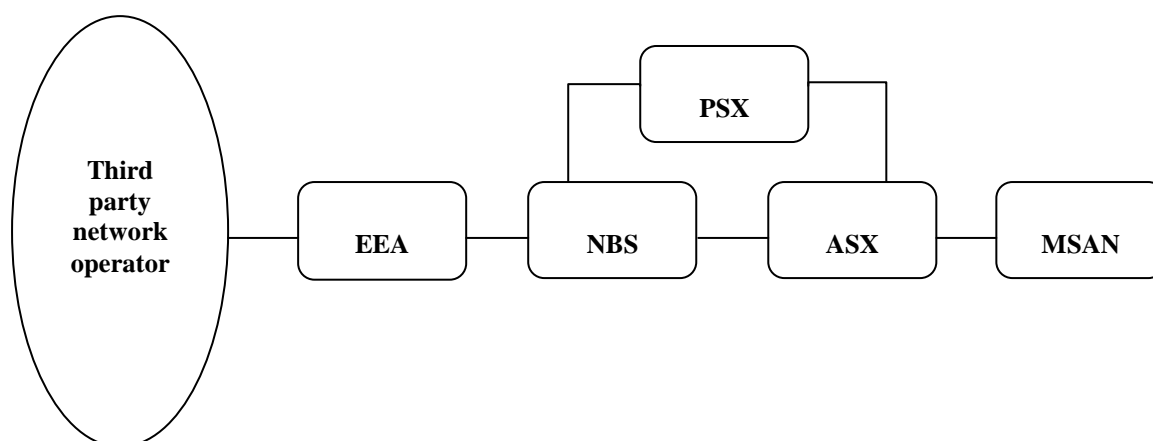 PSX
Third
party
network
operator
EEA
NBS
ASX
MSAN